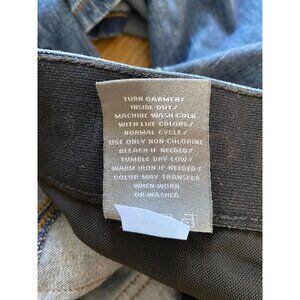 TURN GARMENT
INSIDE OUT/
MACHINE WASH COLD
WITH LIKE COLORS/
NORMAL CYCLE/
USE ONLY NON CHLORINE
BLEACH IF NEEDED/
TUMBLE DRY LOW/
WARM IRON IF NEEDED/
COLOR MAY TRANSFER
WHEN WORN
OR WASHED